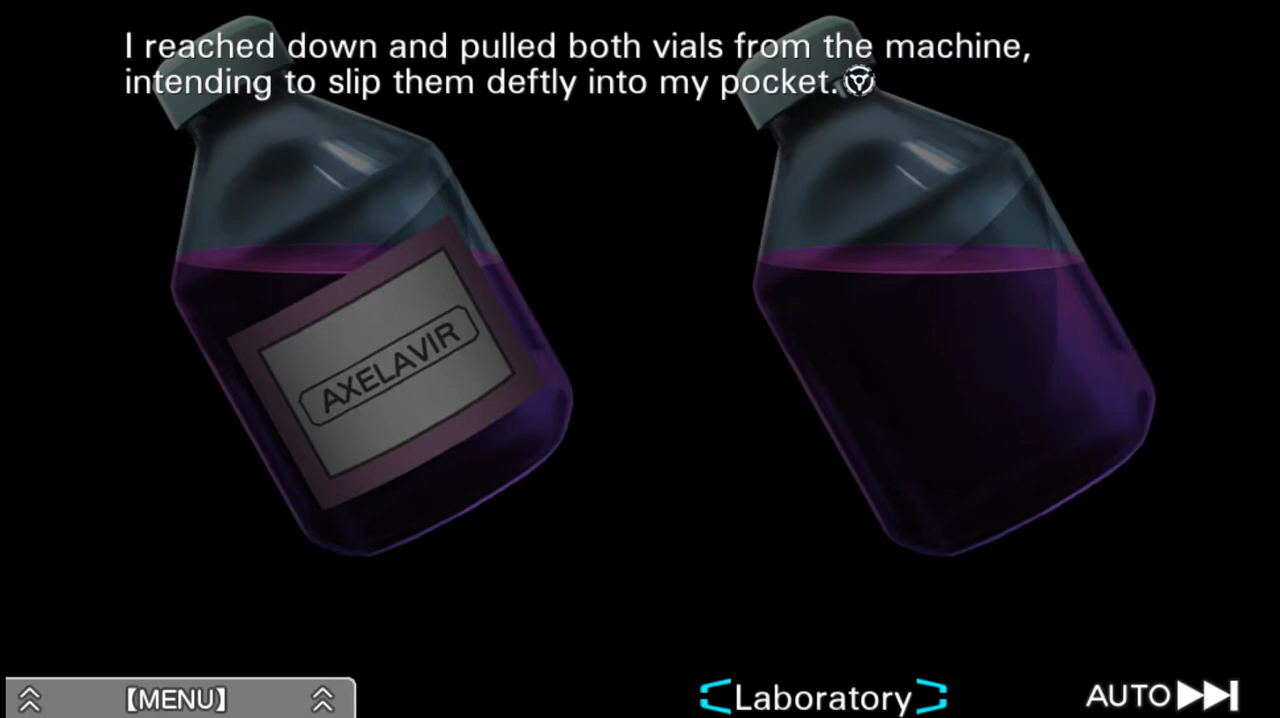 I reached down and pulled both vials from the machine,
intending to slip them deftly into my pocket.
AXELAVIR
【MENU】
Laboratory
AUTO